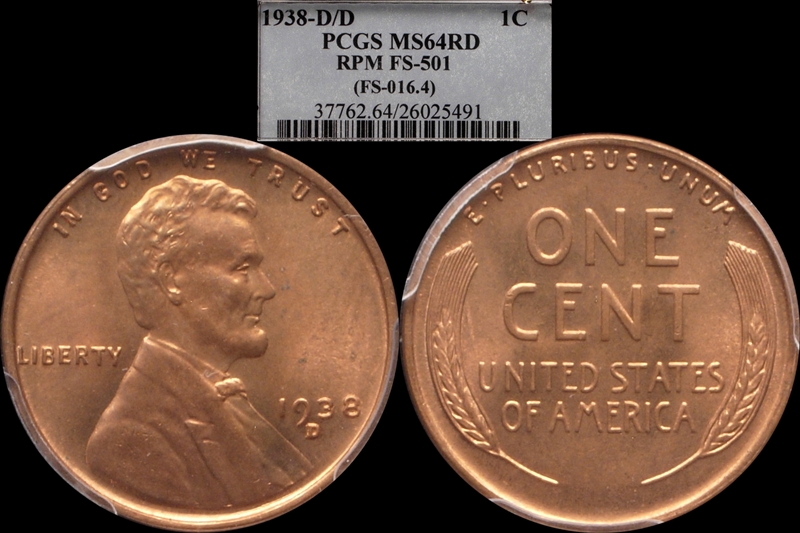 1938-D/D 1C
PCGS MS64RD
RPM FS-501
(FS-016.4)
37762.64/26025491
IN GOD WE TRUST
LIBERTY
1938
D
E·PLURIBUS·UNUM
ONE
CENT
UNITED STATES
OF AMERICA